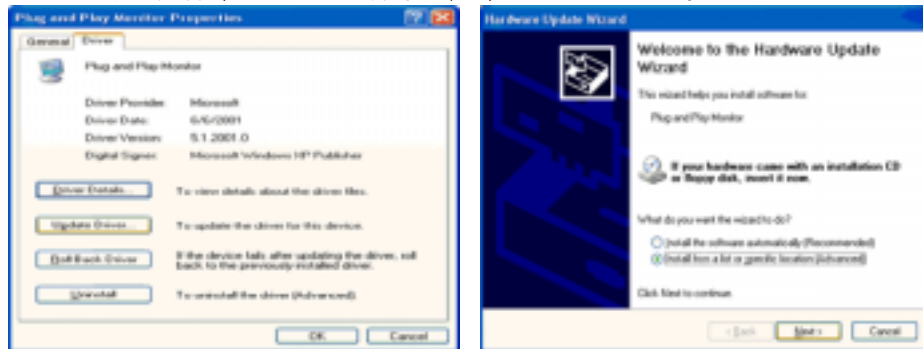 Plug and Play Monitor Properties
General Driver
Plug and Play Monitor
Driver Provider: Microsoft
Driver Date: 6/6/2001
Driver Version: 5.1.2001.0
Digital Signer: Microsoft Windows XP Publisher
Driver Details... To view details about the driver files.
Update Driver... To update the driver for this device.
Roll Back Driver If the device fails after updating the driver, roll
back to the previously installed driver.
Uninstall To uninstall the driver (Advanced).
OK Cancel
Hardware Update Wizard
Welcome to the Hardware Update
Wizard
This wizard helps you install software for:
Plug and Play Monitor
If your hardware came with an installation CD
or floppy disk, insert it now.
What do you want the wizard to do?
Install the software automatically (Recommended)
Install from a list or specific location (Advanced)
Click Next to continue.
< Back Next > Cancel